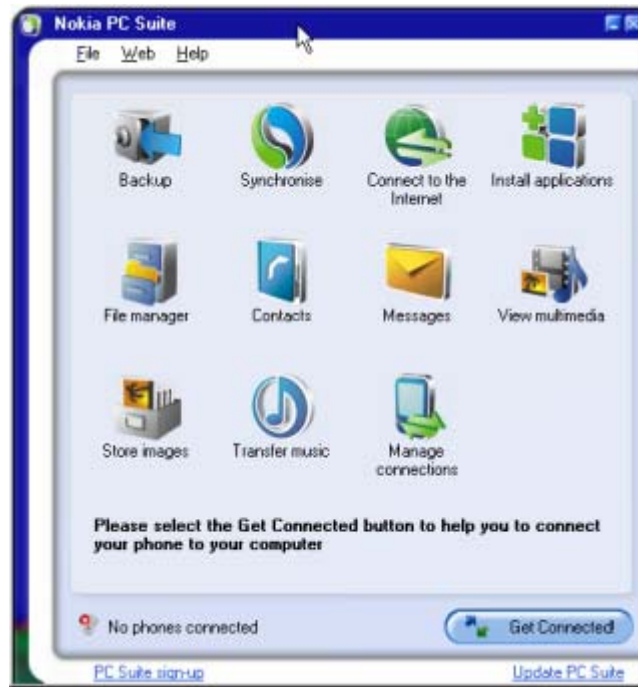 Nokia PC Suite
File Web Help
Backup
Synchronise
Connect to the
Internet
Install applications
File manager
Contacts
Messages
View multimedia
Store images
Transfer music
Manage
connections
Please select the Get Connected button to help you to connect
your phone to your computer
No phones connected
Get Connected!
PC Suite sign-up
Update PC Suite